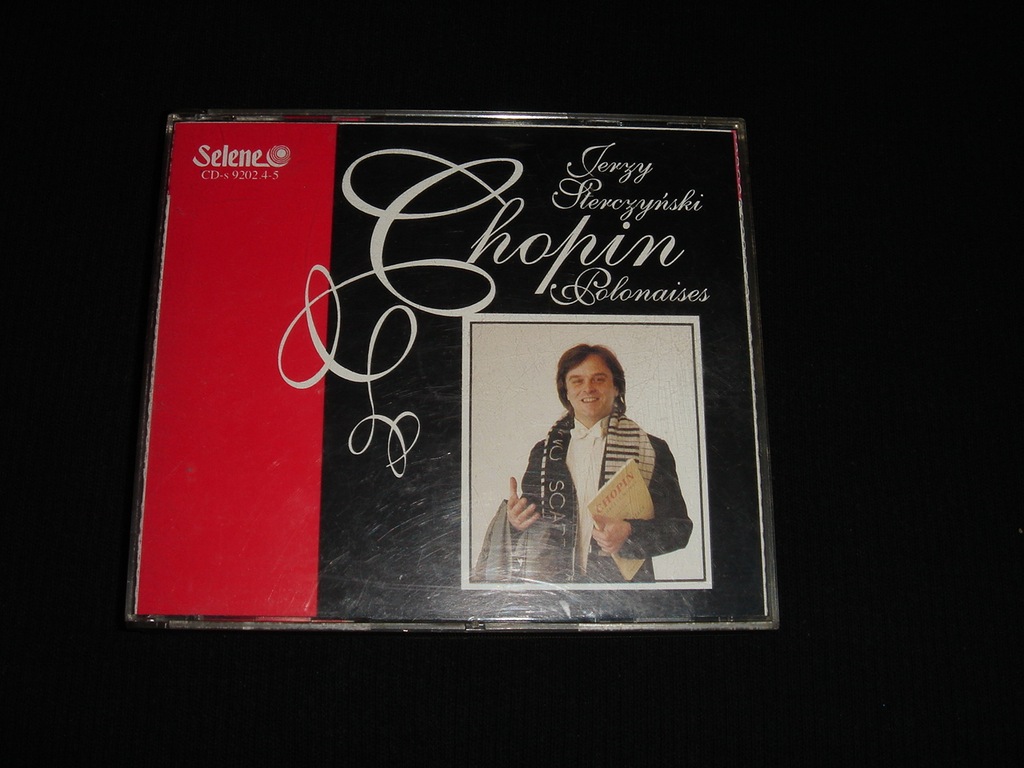 Selene
CD-s 9202.4-5
Jerzy
Sterczyński
Chopin
Polonaises
CHOPIN